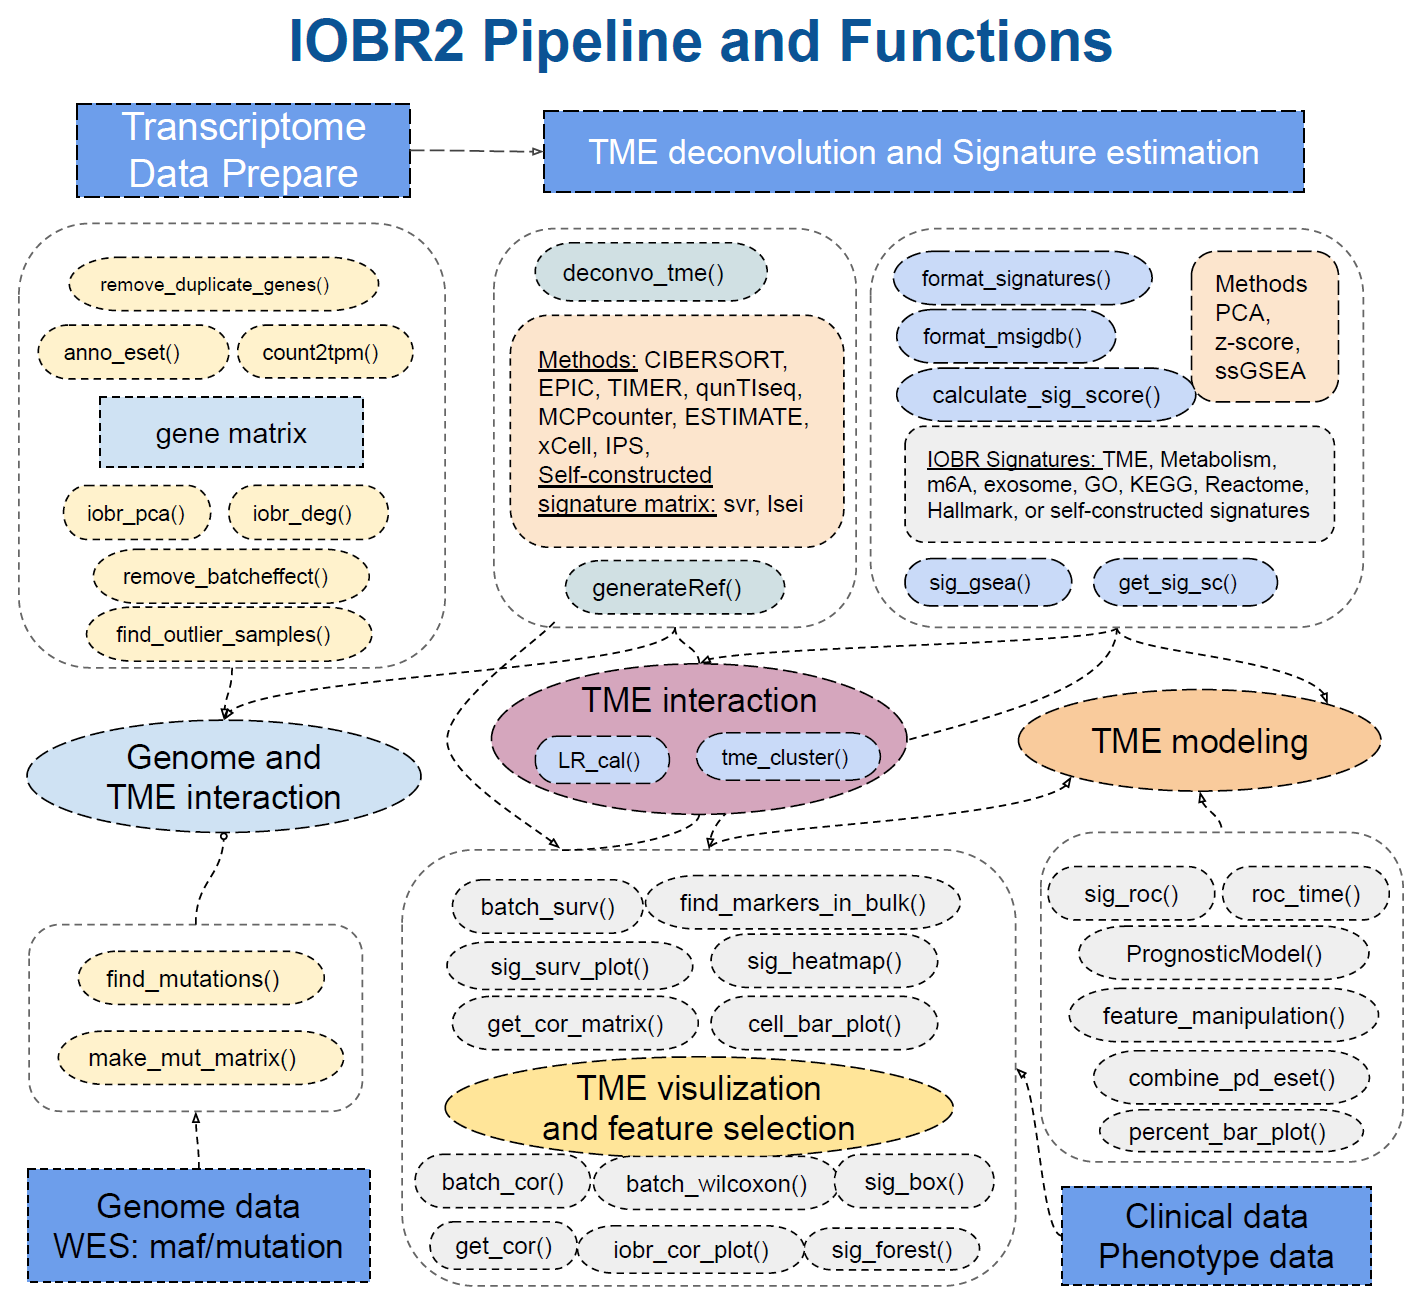 IOBR2 Pipeline and Functions
Transcriptome
Data Prepare
TME deconvolution and Signature estimation
remove_duplicate_genes()
anno_eset()
count2tpm()
gene matrix
iobr_pca()
iobr_deg()
remove_batcheffect()
find_outlier_samples()
deconvo_tme()
Methods: CIBERSORT,
EPIC, TIMER, qunTIseq,
MCPcounter, ESTIMATE,
xCell, IPS,
Self-constructed
signature matrix: svr, lsei
generateRef()
format_signatures()
format_msigdb()
calculate_sig_score()
Methods
PCA,
z-score,
ssGSEA
IOBR Signatures: TME, Metabolism,
m6A, exosome, GO, KEGG, Reactome,
Hallmark, or self-constructed signatures
sig_gsea()
get_sig_sc()
Genome and
TME interaction
TME interaction
LR_cal()
tme_cluster()
TME modeling
find_mutations()
make_mut_matrix()
Genome data
WES: maf/mutation
batch_surv()
find_markers_in_bulk()
sig_surv_plot()
sig_heatmap()
get_cor_matrix()
cell_bar_plot()
TME visulization
and feature selection
batch_cor()
batch_wilcoxon()
sig_box()
get_cor()
iobr_cor_plot()
sig_forest()
sig_roc()
roc_time()
PrognosticModel()
feature_manipulation()
combine_pd_eset()
percent_bar_plot()
Clinical data
Phenotype data